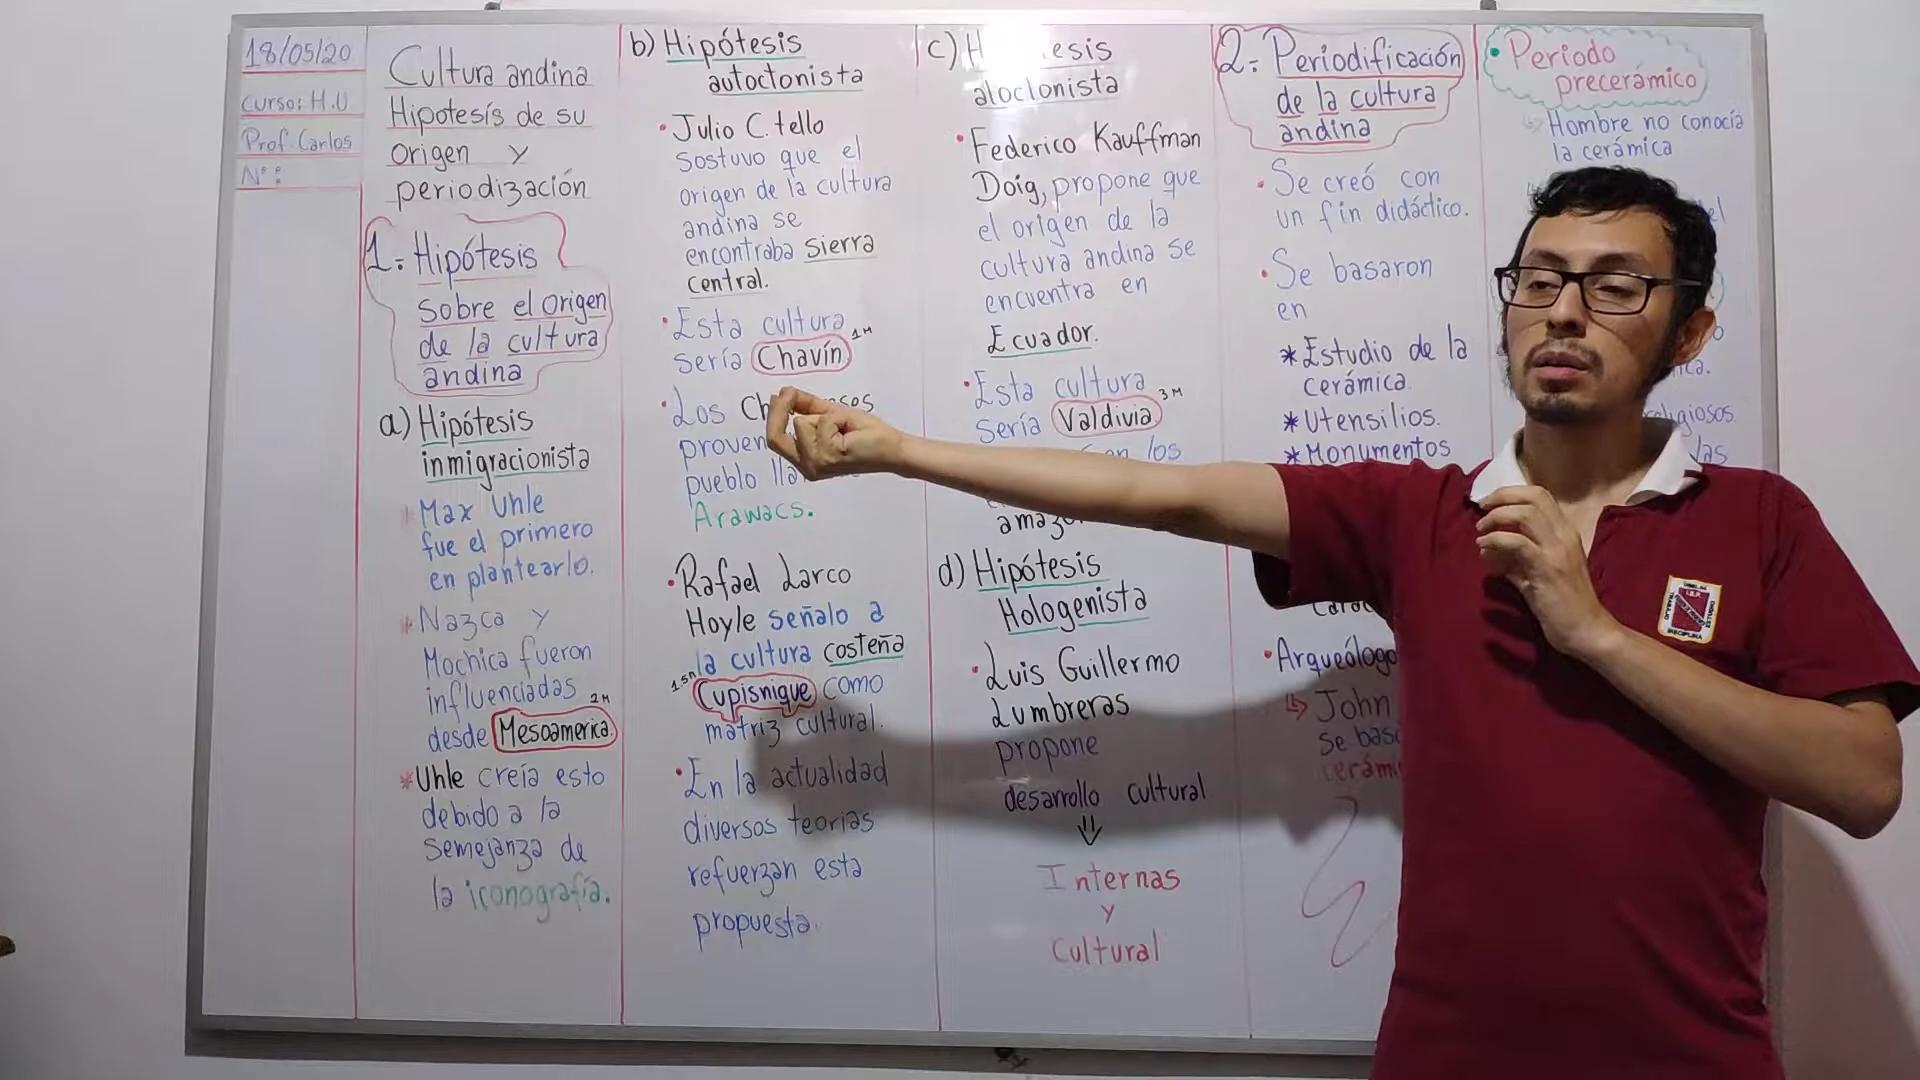 18/05/20
Curso: H.U
Prof. Carlos
N°:
Cultura andina
Hipotesís de su
Origen y
periodización
1.- Hipótesis
sobre el origen
de la cultura
andina
a) Hipótesis
inmigracionista
* Max Uhle
fue el primero
en plantearlo.
* Nazca y
Mochica fueron
influenciadas 2M
desde Mesoamerica.
* Uhle creía esto
debido a la
semejanza de
la iconografía.
b) Hipótesis
autoctonista
• Julio C. tello
Sostuvo que el
origen de la cultura
andina se
encontraba sierra
central.
• Esta cultura 1M
sería Chavín
• Los
pueblo
Arawacs.
• Rafael Larco
Hoyle señalo a
la cultura costeña
Cupisnique como
matriz cultural.
• En la actualidad
diversos teorías
refuerzan esta
propuesta.
c)
aloctonista
• Federico Kauffman
Doig, propone que
el origen de la
cultura andina se
encuentra en
Ecuador.
• Esta cultura 3M
sería Valdivia
los
d) Hipótesis
Hologenista
• Luis Guillermo
Lumbreras
propone
desarrollo cultural
⇓
Internas
y
Cultural
2.- Periodificación
de la cultura
andina
• Se creó con
un fin didáctico.
• Se basaron
en
* Estudio de la
cerámica.
* Utensilios.
* Monumentos
• Arqueólogo
↳ John
Se
• Periodo
precerámico
↳ Hombre no conocía
la cerámica